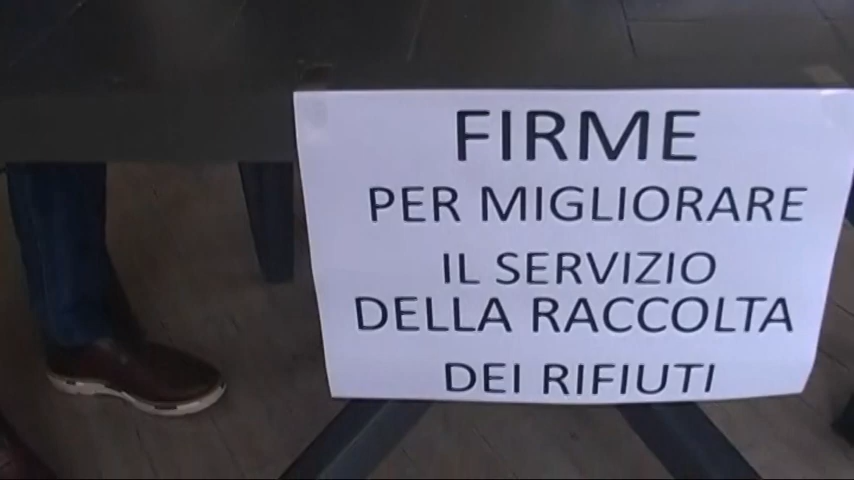 FIRME
PER MIGLIORARE
IL SERVIZIO
DELLA RACCOLTA
DEI RIFIUTI